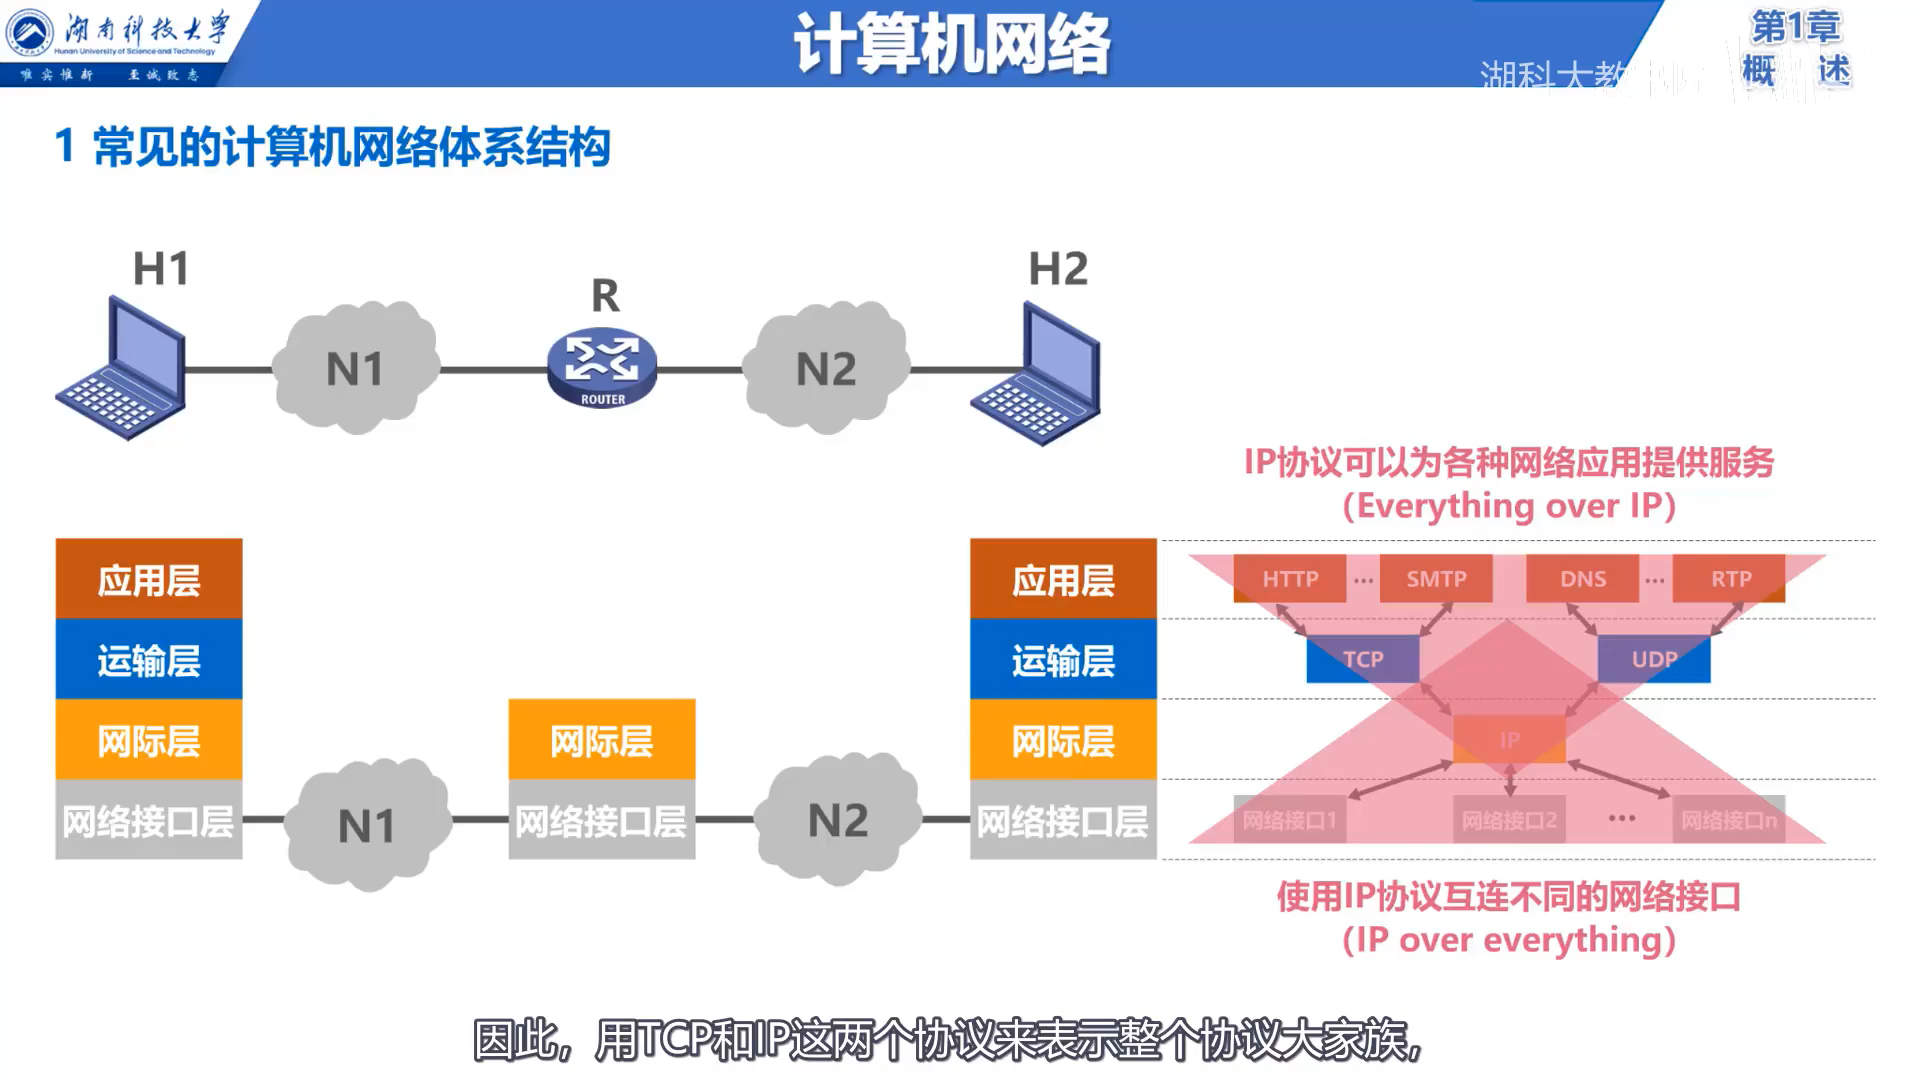 湖南科技大学
Hunan University of Science and Technology
唯实惟新 至诚致志
计算机网络
第1章
概 述
湖科大教书匠
1 常见的计算机网络体系结构
H1
R
H2
N1
ROUTER
N2
IP协议可以为各种网络应用提供服务
（Everything over IP）
应用层
运输层
网际层
网络接口层
N1
网际层
网络接口层
N2
应用层
运输层
网际层
网络接口层
HTTP ... SMTP DNS ... RTP
TCP UDP
IP
网络接口1 网络接口2 ... 网络接口n
使用IP协议互连不同的网络接口
（IP over everything）
因此，用TCP和IP这两个协议来表示整个协议大家族，